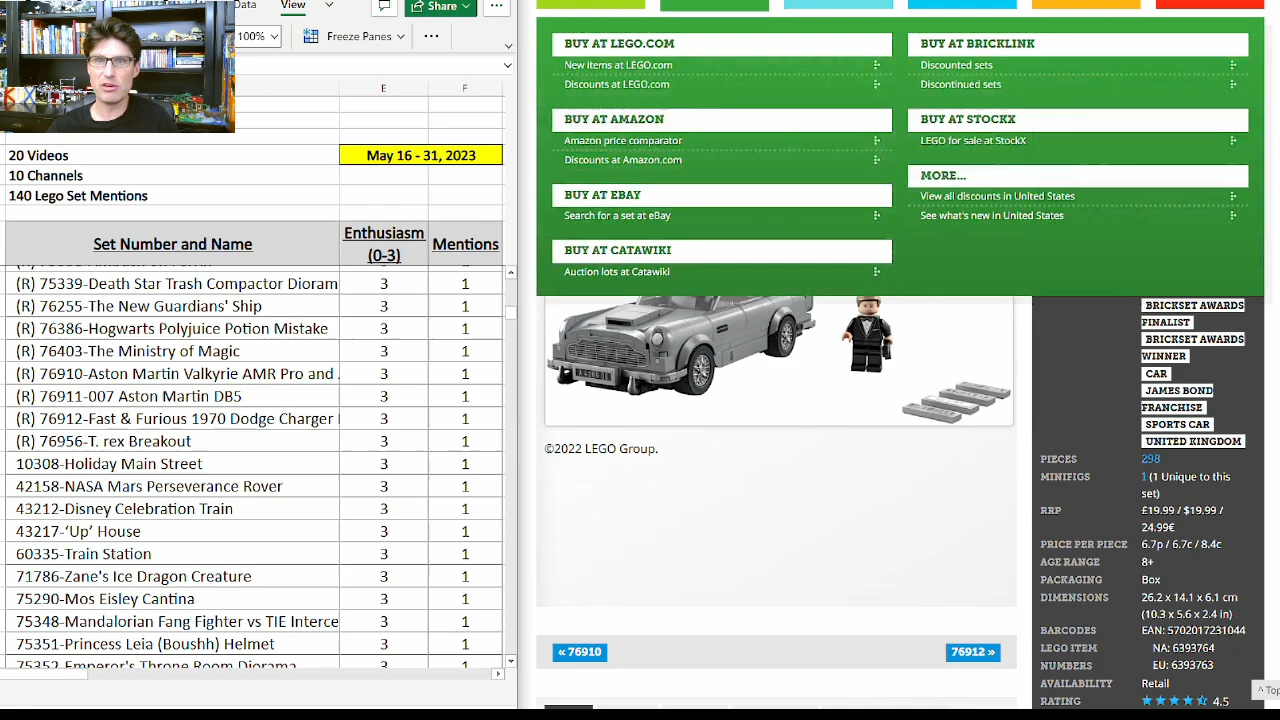 Data
View
Share
100%
Freeze Panes
E
F
20 Videos
May 16 - 31, 2023
10 Channels
140 Lego Set Mentions
Set Number and Name
Enthusiasm
(0-3)
Mentions
(R) 75339-Death Star Trash Compactor Dioram
3
1
(R) 76255-The New Guardians' Ship
3
1
(R) 76386-Hogwarts Polyjuice Potion Mistake
3
1
(R) 76403-The Ministry of Magic
3
1
(R) 76910-Aston Martin Valkyrie AMR Pro and
3
1
(R) 76911-007 Aston Martin DB5
3
1
(R) 76912-Fast & Furious 1970 Dodge Charger
3
1
(R) 76956-T. rex Breakout
3
1
10308-Holiday Main Street
3
1
42158-NASA Mars Perseverance Rover
3
1
43212-Disney Celebration Train
3
1
43217-‘Up’ House
3
1
60335-Train Station
3
1
71786-Zane's Ice Dragon Creature
3
1
75290-Mos Eisley Cantina
3
1
75348-Mandalorian Fang Fighter vs TIE Interce
3
1
75351-Princess Leia (Boushh) Helmet
3
1
75352-Emperor's Throne Room Diorama
3
1
BUY AT LEGO.COM
New items at LEGO.com
Discounts at LEGO.com
BUY AT AMAZON
Amazon price comparator
Discounts at Amazon.com
BUY AT EBAY
Search for a set at eBay
BUY AT CATAWIKI
Auction lots at Catawiki
BUY AT BRICKLINK
Discounted sets
Discontinued sets
BUY AT STOCKX
LEGO for sale at StockX
MORE...
View all discounts in United States
See what's new in United States
©2022 LEGO Group.
« 76910
76912 »
BRICKSET AWARDS
FINALIST
BRICKSET AWARDS
WINNER
CAR
JAMES BOND
FRANCHISE
SPORTS CAR
UNITED KINGDOM
PIECES
298
MINIFIGS
1 (1 Unique to this
set)
RRP
£19.99 / $19.99 /
24.99€
PRICE PER PIECE
6.7p / 6.7c / 8.4c
AGE RANGE
8+
PACKAGING
Box
DIMENSIONS
26.2 x 14.1 x 6.1 cm
(10.3 x 5.6 x 2.4 in)
BARCODES
EAN: 5702017231044
LEGO ITEM
NUMBERS
NA: 6393764
EU: 6393763
AVAILABILITY
Retail
RATING
4.5
^ Top